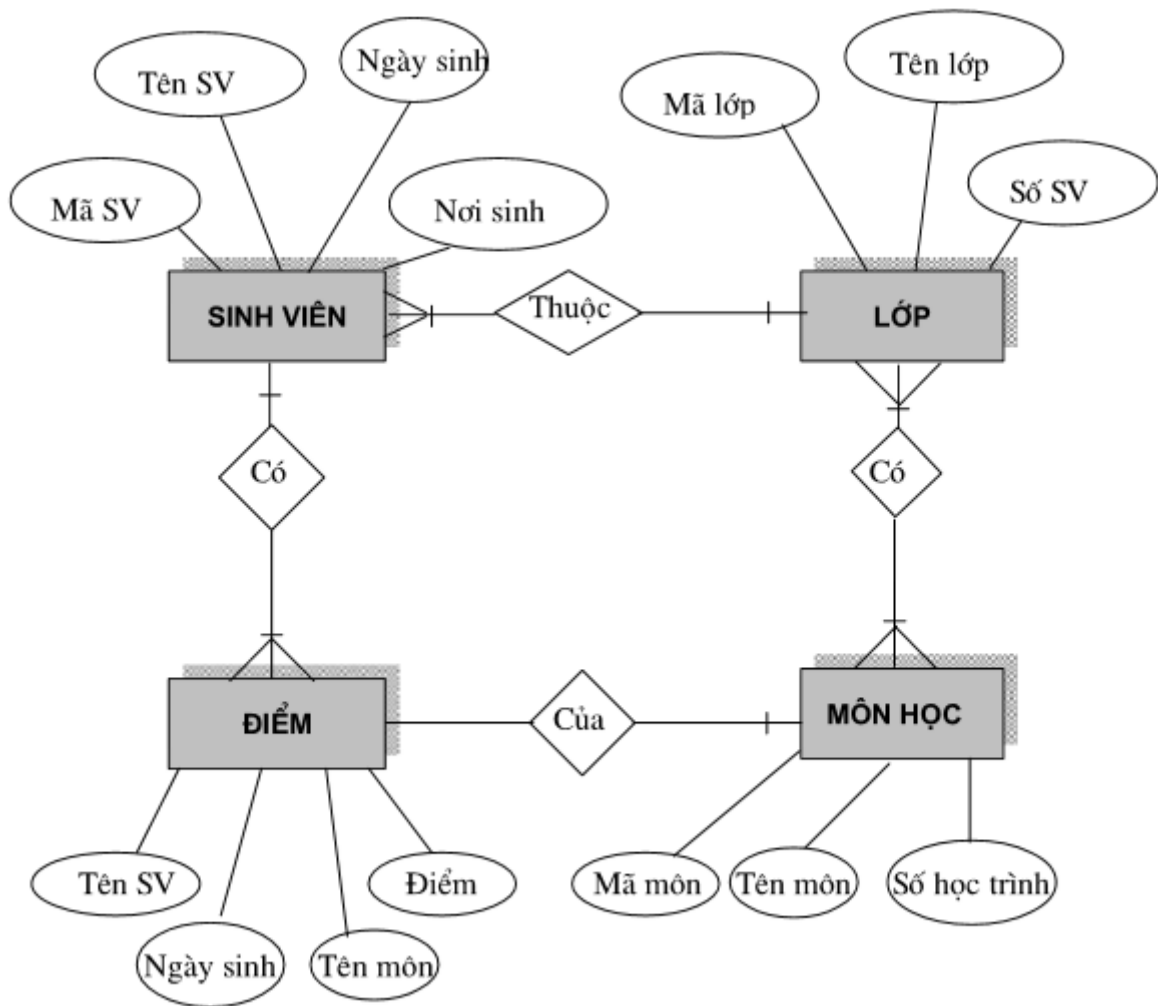 Tên SV
Ngày sinh
Tên lớp
Mã lớp
Mã SV
Nơi sinh
Số SV
SINH VIÊN
Thuộc
LỚP
Có
Có
ĐIỂM
Của
MÔN HỌC
Tên SV
Điểm
Mã môn
Tên môn
Số học trình
Ngày sinh
Tên môn